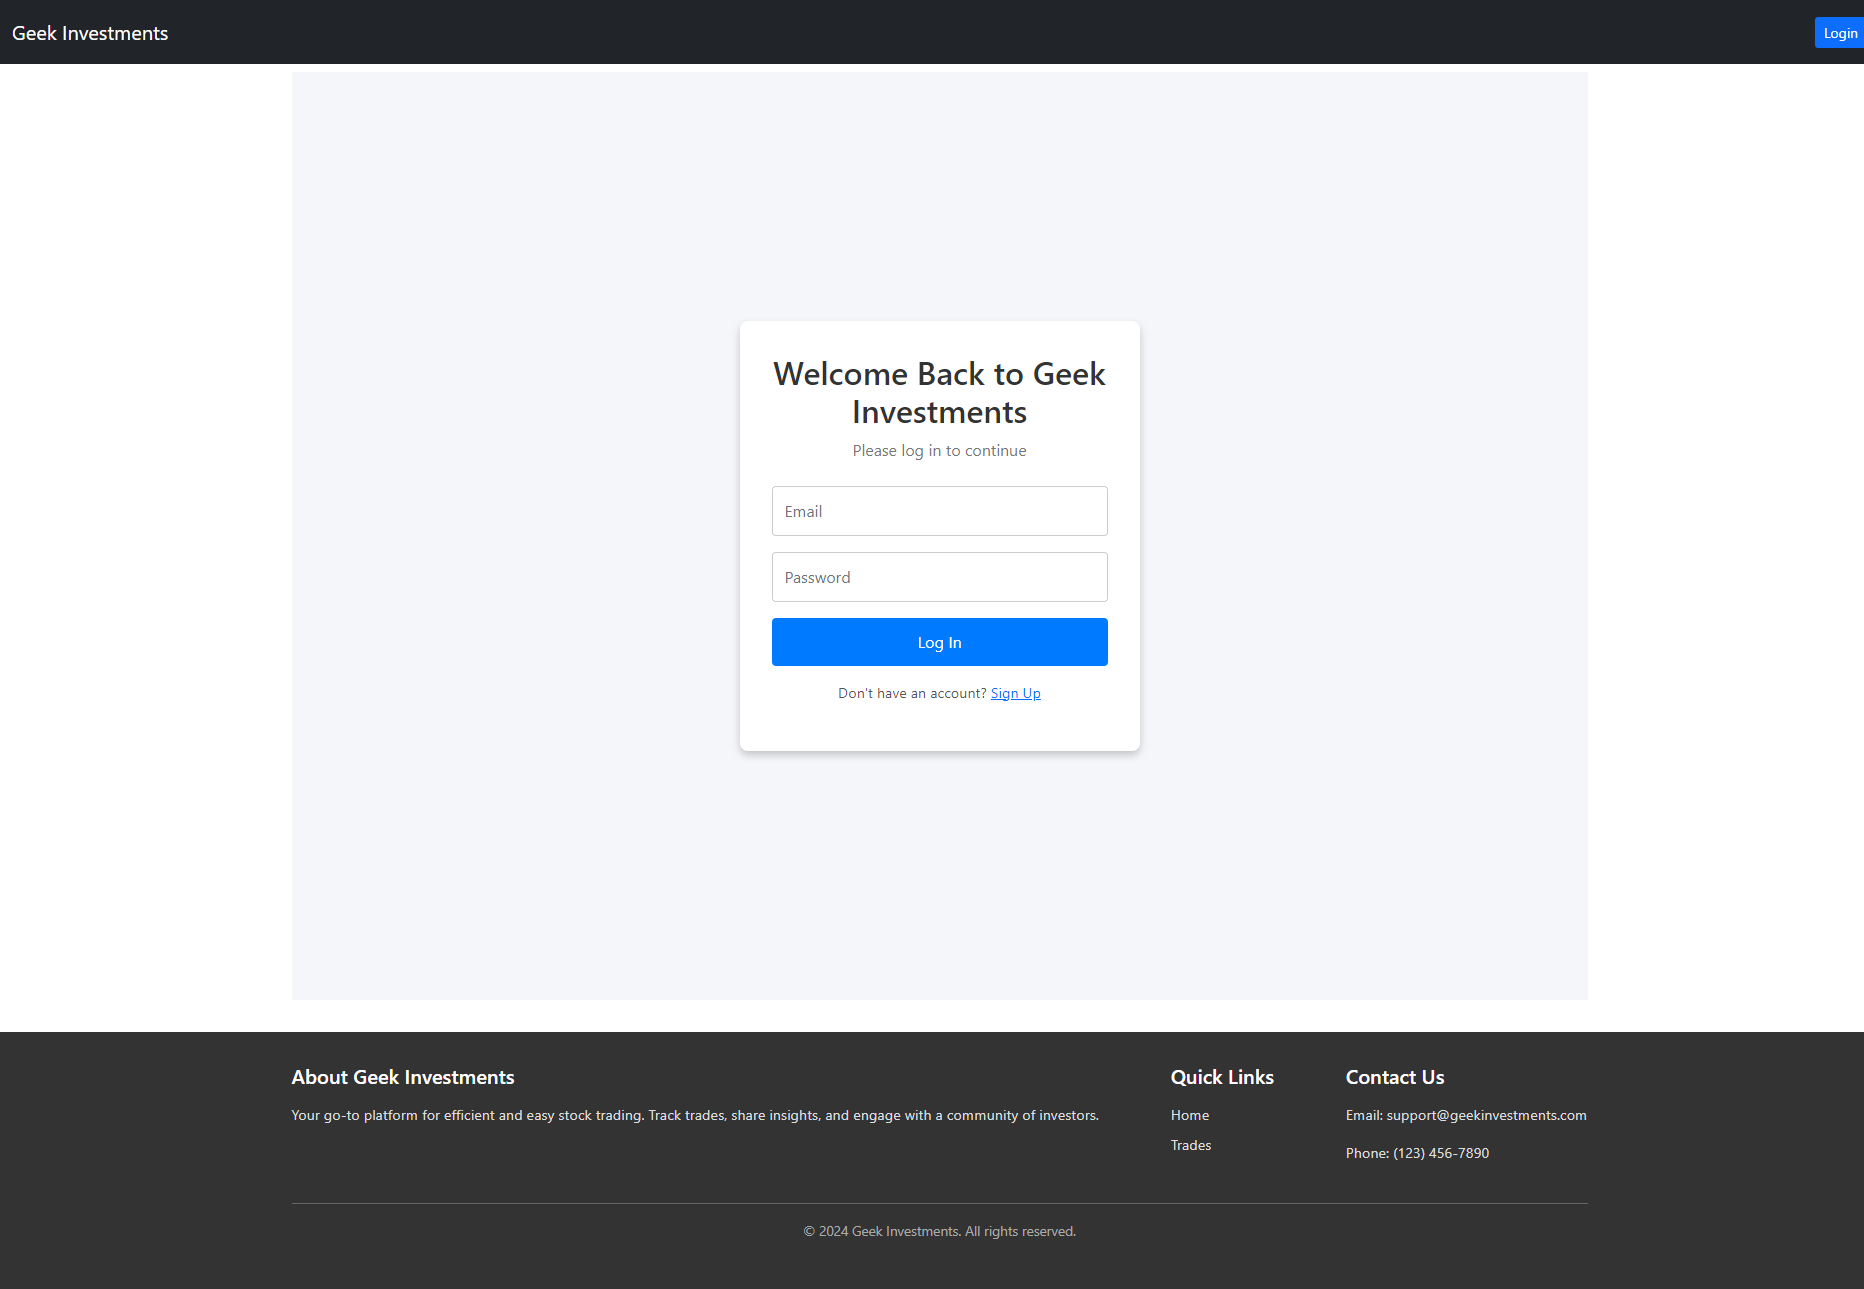 Geek Investments
Login
Welcome Back to Geek
Investments
Please log in to continue
Email
Password
Log In
Don't have an account? Sign Up
About Geek Investments
Your go-to platform for efficient and easy stock trading. Track trades, share insights, and engage with a community of investors.
Quick Links
Home
Trades
Contact Us
Email: support@geekinvestments.com
Phone: (123) 456-7890
© 2024 Geek Investments. All rights reserved.